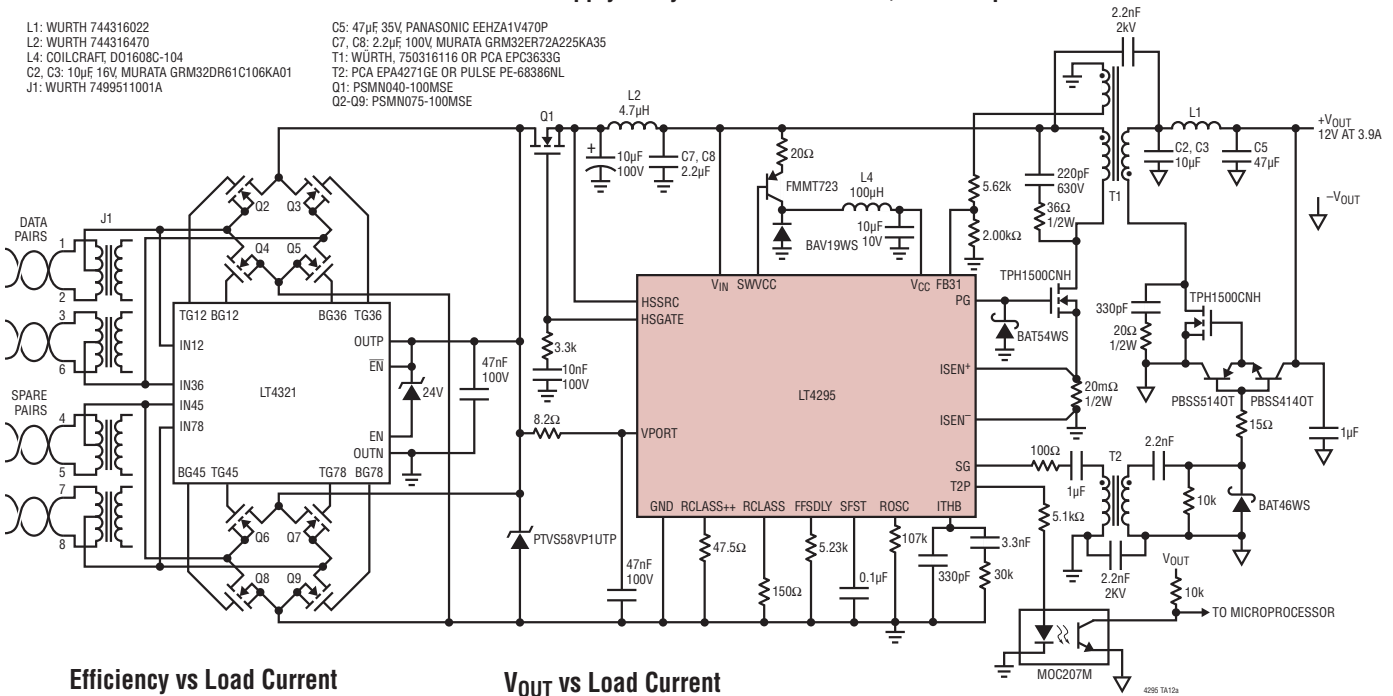 L1: WURTH 744316022
L2: WURTH 744316470
L4: COILCRAFT, DO1608C-104
C2, C3: 10µF, 16V, MURATA GRM32DR61C106KA01
J1: WURTH 7499511001A
C5: 47µF, 35V, PANASONIC EEHZA1V470P
C7, C8: 2.2µF, 100V, MURATA GRM32ER72A225KA35
T1: WÜRTH, 750316116 OR PCA EPC3633G
T2: PCA EPA4271GE OR PULSE PE-68386NL
Q1: PSMN040-100MSE
Q2-Q9: PSMN075-100MSE
2.2nF
2kV
L1
+VOUT
12V AT 3.9A
C2, C3
10µF
C5
47µF
–VOUT
T1
Q1
L2
4.7µH
+
10µF
100V
C7, C8
2.2µF
20Ω
FMMT723
L4
100µH
BAV19WS
10µF
10V
5.62k
2.00kΩ
220pF
630V
36Ω
1/2W
DATA
PAIRS
J1
1
2
3
6
SPARE
PAIRS
4
5
7
8
Q2
Q3
Q4
Q5
TG12
BG12
BG36
TG36
IN12
IN36
IN45
IN78
LT4321
OUTP
EN
EN
OUTN
BG45
TG45
TG78
BG78
24V
47nF
100V
Q6
Q7
Q8
Q9
3.3k
10nF
100V
8.2Ω
PTVS58VP1UTP
47nF
100V
VIN
SWVCC
VCC
FB31
HSSRC
HSGATE
VPORT
LT4295
PG
ISEN+
ISEN–
SG
T2P
GND
RCLASS++
RCLASS
FFSDLY
SFST
ROSC
ITHB
47.5Ω
150Ω
5.23k
0.1µF
107k
330pF
3.3nF
30k
TPH1500CNH
BAT54WS
20mΩ
1/2W
330pF
20Ω
1/2W
TPH1500CNH
PBSS5140T
PBSS4140T
15Ω
1µF
100Ω
1µF
T2
2.2nF
10k
BAT46WS
2.2nF
2KV
5.1kΩ
VOUT
10k
TO MICROPROCESSOR
MOC207M
4295 TA12a
Efficiency vs Load Current
VOUT vs Load Current